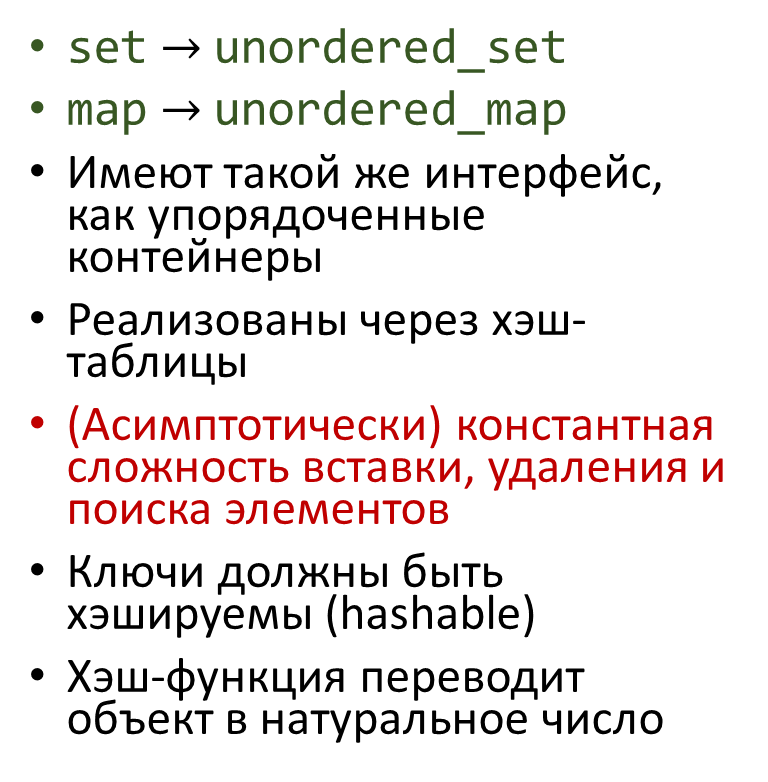 • set → unordered_set
• map → unordered_map
• Имеют такой же интерфейс,
как упорядоченные
контейнеры
• Реализованы через хэш-
таблицы
• (Асимптотически) константная
сложность вставки, удаления и
поиска элементов
• Ключи должны быть
хэшируемы (hashable)
• Хэш-функция переводит
объект в натуральное число